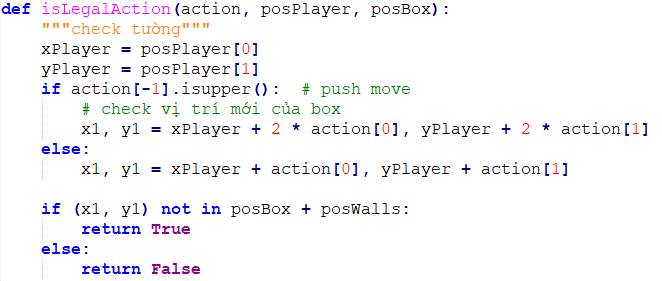 def isLegalAction(action, posPlayer, posBox):
    """check tường"""
    xPlayer = posPlayer[0]
    yPlayer = posPlayer[1]
    if action[-1].isupper():  # push move
        # check vị trí mới của box
        x1, y1 = xPlayer + 2 * action[0], yPlayer + 2 * action[1]
    else:
        x1, y1 = xPlayer + action[0], yPlayer + action[1]

    if (x1, y1) not in posBox + posWalls:
        return True
    else:
        return False